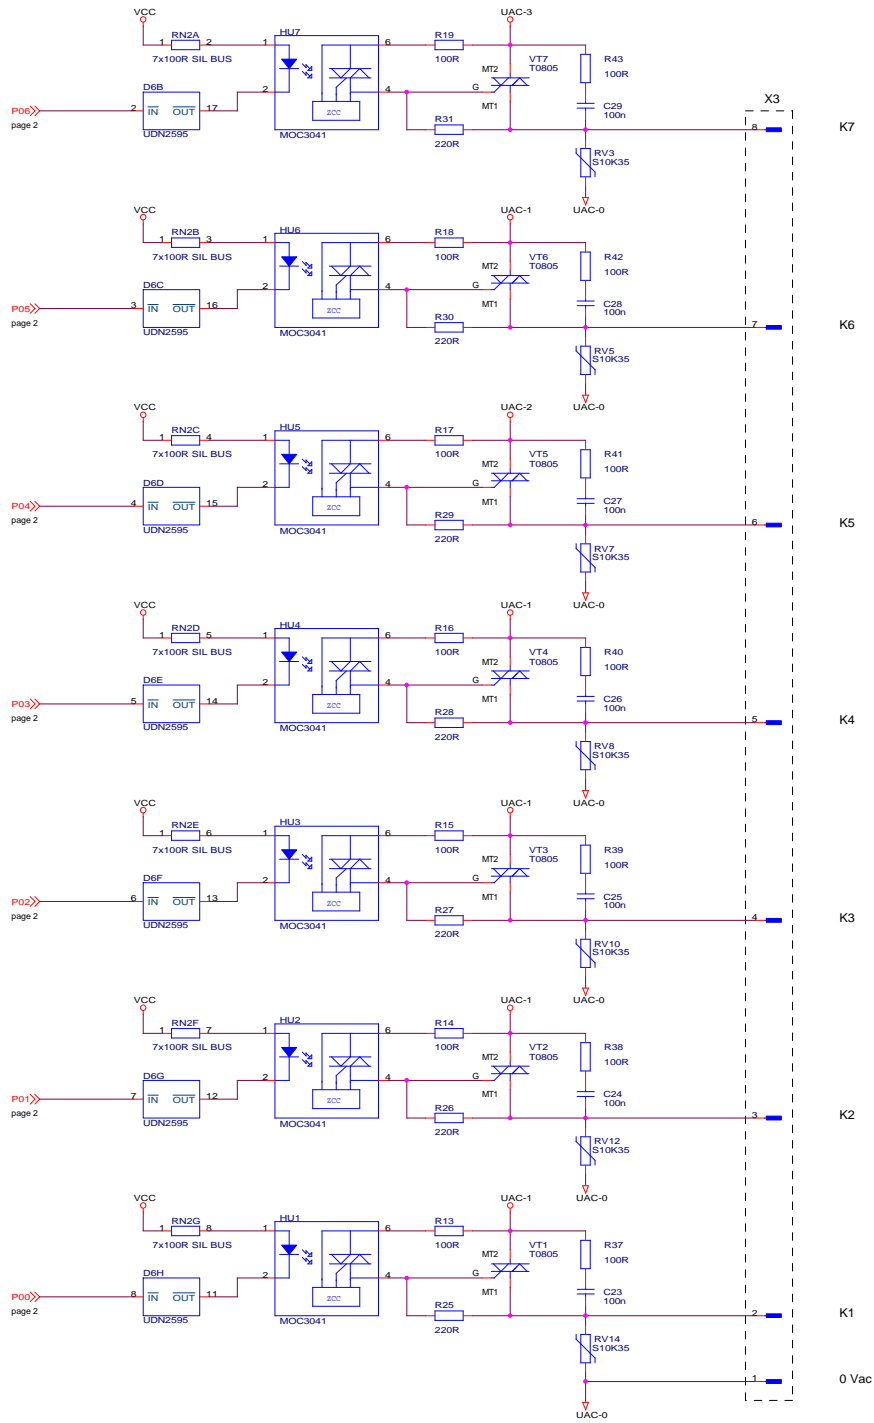 VCC UAC-3
HU7
RN2A R19
1 2 1 6
7x100R SIL BUS 100R
VT7 T0805
MT2
R43 100R
X3
D6B
2 4 G
P06 2 IN OUT 17
page 2
UDN2595
ZCC
MOC3041
MT1
C29 100n
R31
220R
8 K7
RV3 S10K35
UAC-0
VCC UAC-1
HU6
RN2B R18
1 3 1 6
7x100R SIL BUS 100R
VT6 T0805
MT2
R42 100R
D6C
2 4 G
P05 3 IN OUT 16
page 2
UDN2595
ZCC
MOC3041
MT1
C28 100n
R30
220R
7 K6
RV5 S10K35
UAC-0
VCC UAC-2
HU5
RN2C R17
1 4 1 6
7x100R SIL BUS 100R
VT5 T0805
MT2
R41 100R
D6D
2 4 G
P04 4 IN OUT 15
page 2
UDN2595
ZCC
MOC3041
MT1
C27 100n
R29
220R
6 K5
RV7 S10K35
UAC-0
VCC UAC-1
HU4
RN2D R16
1 5 1 6
7x100R SIL BUS 100R
VT4 T0805
MT2
R40 100R
D6E
2 4 G
P03 5 IN OUT 14
page 2
UDN2595
ZCC
MOC3041
MT1
C26 100n
R28
220R
5 K4
RV8 S10K35
UAC-0
VCC UAC-1
HU3
RN2E R15
1 6 1 6
7x100R SIL BUS 100R
VT3 T0805
MT2
R39 100R
D6F
2 4 G
P02 6 IN OUT 13
page 2
UDN2595
ZCC
MOC3041
MT1
C25 100n
R27
220R
4 K3
RV10 S10K35
UAC-0
VCC UAC-1
HU2
RN2F R14
1 7 1 6
7x100R SIL BUS 100R
VT2 T0805
MT2
R38 100R
D6G
2 4 G
P01 7 IN OUT 12
page 2
UDN2595
ZCC
MOC3041
MT1
C24 100n
R26
220R
3 K2
RV12 S10K35
UAC-0
VCC UAC-1
HU1
RN2G R13
1 8 1 6
7x100R SIL BUS 100R
VT1 T0805
MT2
R37 100R
D6H
2 4 G
P00 8 IN OUT 11
page 2
UDN2595
ZCC
MOC3041
MT1
C23 100n
R25
220R
2 K1
RV14 S10K35
1 0 Vac
UAC-0